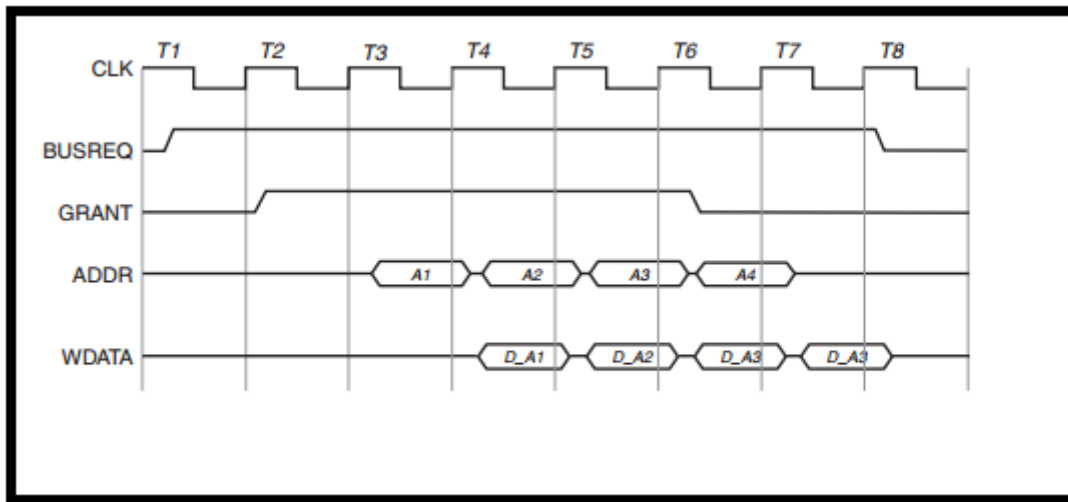 T1 T2 T3 T4 T5 T6 T7 T8
CLK
BUSREQ
GRANT
ADDR A1 A2 A3 A4
WDATA D_A1 D_A2 D_A3 D_A3